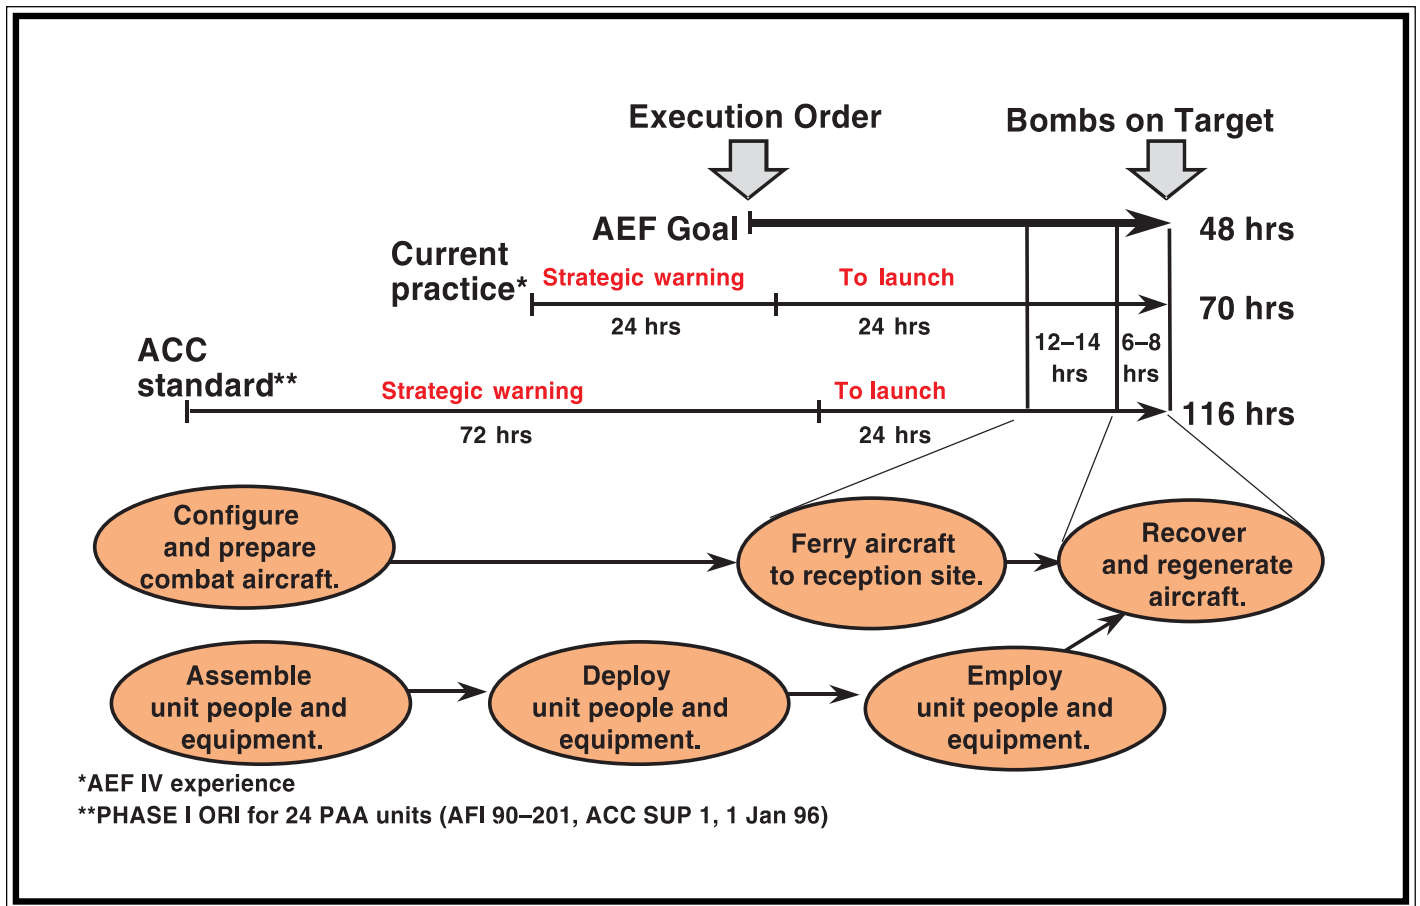 Execution Order
Bombs on Target
AEF Goal
48 hrs
Current
practice*
Strategic warning
To launch
24 hrs
24 hrs
70 hrs
12–14
hrs
6–8
hrs
ACC
standard**
Strategic warning
To launch
72 hrs
24 hrs
116 hrs
Configure
and prepare
combat aircraft.
Ferry aircraft
to reception site.
Recover
and regenerate
aircraft.
Assemble
unit people and
equipment.
Deploy
unit people and
equipment.
Employ
unit people and
equipment.
*AEF IV experience
**PHASE I ORI for 24 PAA units (AFI 90–201, ACC SUP 1, 1 Jan 96)